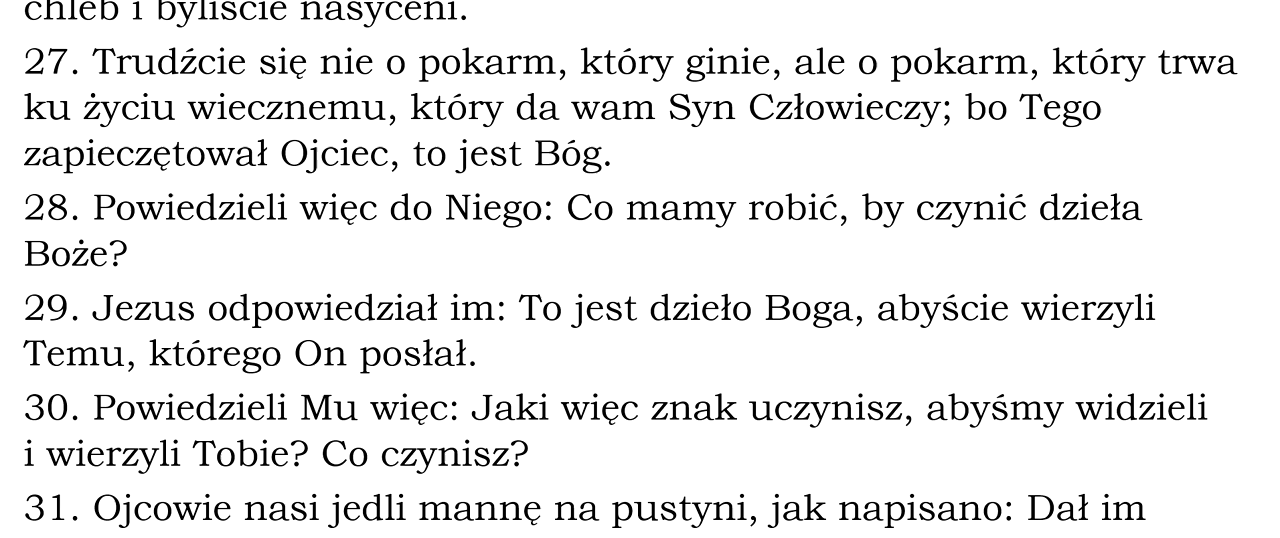 chleb i byliście nasyceni.
27. Trudźcie się nie o pokarm, który ginie, ale o pokarm, który trwa
ku życiu wiecznemu, który da wam Syn Człowieczy; bo Tego
zapieczętował Ojciec, to jest Bóg.
28. Powiedzieli więc do Niego: Co mamy robić, by czynić dzieła
Boże?
29. Jezus odpowiedział im: To jest dzieło Boga, abyście wierzyli
Temu, którego On posłał.
30. Powiedzieli Mu więc: Jaki więc znak uczynisz, abyśmy widzieli
i wierzyli Tobie? Co czynisz?
31. Ojcowie nasi jedli mannę na pustyni, jak napisano: Dał im